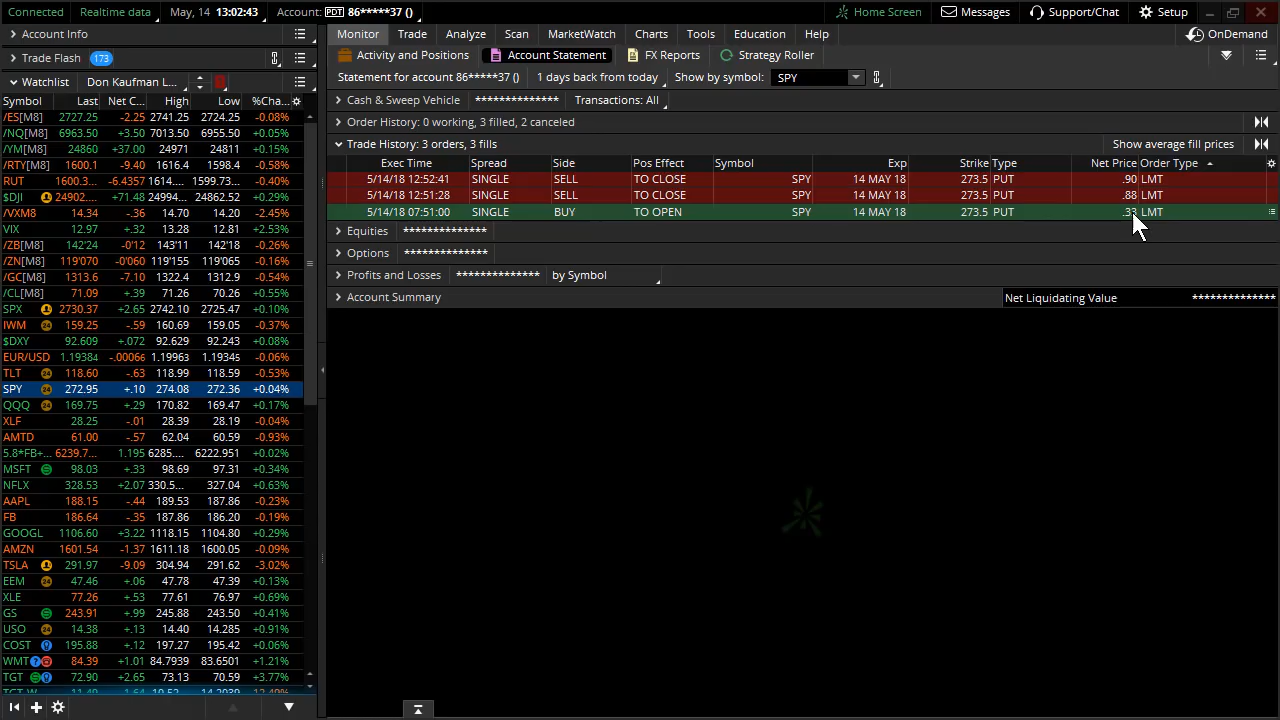 Connected Realtime data May, 14 13:02:43 Account: PDT 86*****37 () Home Screen Messages Support/Chat Setup
Account Info Monitor Trade Analyze Scan MarketWatch Charts Tools Education Help OnDemand
Trade Flash 173 Activity and Positions Account Statement FX Reports Strategy Roller
Watchlist Don Kaufman L... Statement for account 86*****37 () 1 days back from today Show by symbol: SPY
Symbol Last Net C... High Low %Cha...
Cash & Sweep Vehicle ************** Transactions: All
Order History: 0 working, 3 filled, 2 canceled
Trade History: 3 orders, 3 fills Show average fill prices
Exec Time Spread Side Pos Effect Symbol Exp Strike Type Net Price Order Type
5/14/18 12:52:41 SINGLE SELL TO CLOSE SPY 14 MAY 18 273.5 PUT .90 LMT
5/14/18 12:51:28 SINGLE SELL TO CLOSE SPY 14 MAY 18 273.5 PUT .88 LMT
5/14/18 07:51:00 SINGLE BUY TO OPEN SPY 14 MAY 18 273.5 PUT LMT
Equities **************
Options **************
Profits and Losses ************** by Symbol
Account Summary Net Liquidating Value **************
/ES[M8] 2727.25 -2.25 2741.25 2724.25 -0.08%
/NQ[M8] 6963.50 +3.50 7013.50 6955.50 +0.05%
/YM[M8] 24860 +37.00 24971 24811 +0.15%
/RTY[M8] 1600.1 -9.40 1616.4 1598.4 -0.58%
RUT 1600.3... -6.4357 1614.5... 1599.73... -0.40%
$DJI 24902.... +71.48 24994.... 24862.52 +0.29%
/VXM8 14.34 -.36 14.70 14.20 -2.45%
VIX 12.97 +.32 13.28 12.81 +2.53%
/ZB[M8] 142'24 -0'12 143'11 142'18 -0.26%
/ZN[M8] 119'070 -0'060 119'155 119'065 -0.16%
/GC[M8] 1313.6 -7.10 1322.4 1312.9 -0.54%
/CL[M8] 71.09 +.39 71.26 70.26 +0.55%
SPX 2730.37 +2.65 2742.10 2725.47 +0.10%
IWM 24 159.25 -.59 160.69 159.05 -0.37%
$DXY 92.609 +.072 92.629 92.243 +0.08%
EUR/USD 1.19384 -.00066 1.19963 1.19345 -0.06%
TLT 24 118.60 -.63 118.99 118.59 -0.53%
SPY 24 272.95 +.10 274.08 272.36 +0.04%
QQQ 24 169.75 +.29 170.82 169.47 +0.17%
XLF 28.25 -.01 28.39 28.19 -0.04%
AMTD 61.00 -.57 62.04 60.59 -0.93%
5.8*FB+... 6239.7... 1.195 6285.... 6222.951 +0.02%
MSFT 98.03 +.33 98.69 97.31 +0.34%
NFLX 328.53 +2.07 330.5... 327.04 +0.63%
AAPL 188.15 -.44 189.53 187.86 -0.23%
FB 186.64 -.35 187.86 186.20 -0.19%
GOOGL 1106.60 +3.22 1118.15 1104.80 +0.29%
AMZN 1601.54 -1.37 1611.18 1600.05 -0.09%
TSLA 291.97 -9.09 304.94 291.62 -3.02%
EEM 24 47.46 +.06 47.78 47.39 +0.13%
XLE 77.26 +.53 77.61 76.97 +0.69%
GS 243.91 +.99 245.88 243.50 +0.41%
USO 24 14.38 +.13 14.40 14.285 +0.91%
COST 195.88 +.12 197.27 195.42 +0.06%
WMT 84.39 +1.01 84.7939 83.6501 +1.21%
TGT 72.90 +2.65 73.13 70.59 +3.77%